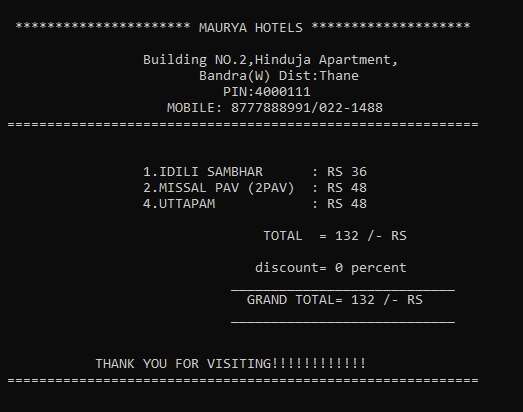 ********************** MAURYA HOTELS ********************
Building NO.2,Hinduja Apartment,
Bandra(W) Dist:Thane
PIN:4000111
MOBILE: 8777888991/022-1488
===========================================================
1.IDILI SAMBHAR : RS 36
2.MISSAL PAV (2PAV) : RS 48
4.UTTAPAM : RS 48
TOTAL = 132 /- RS
discount= 0 percent
____________________________
GRAND TOTAL= 132 /- RS
____________________________
THANK YOU FOR VISITING!!!!!!!!!!!!
===========================================================